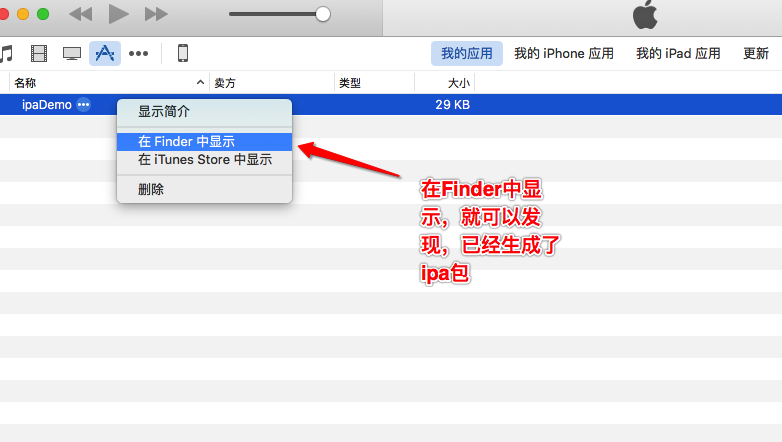 我的应用 我的 iPhone 应用 我的 iPad 应用 更新
名称 卖方 类型 大小
ipaDemo 29 KB
显示简介
在 Finder 中显示
在 iTunes Store 中显示
删除
在Finder中显
示，就可以发
现，已经生成了
ipa包